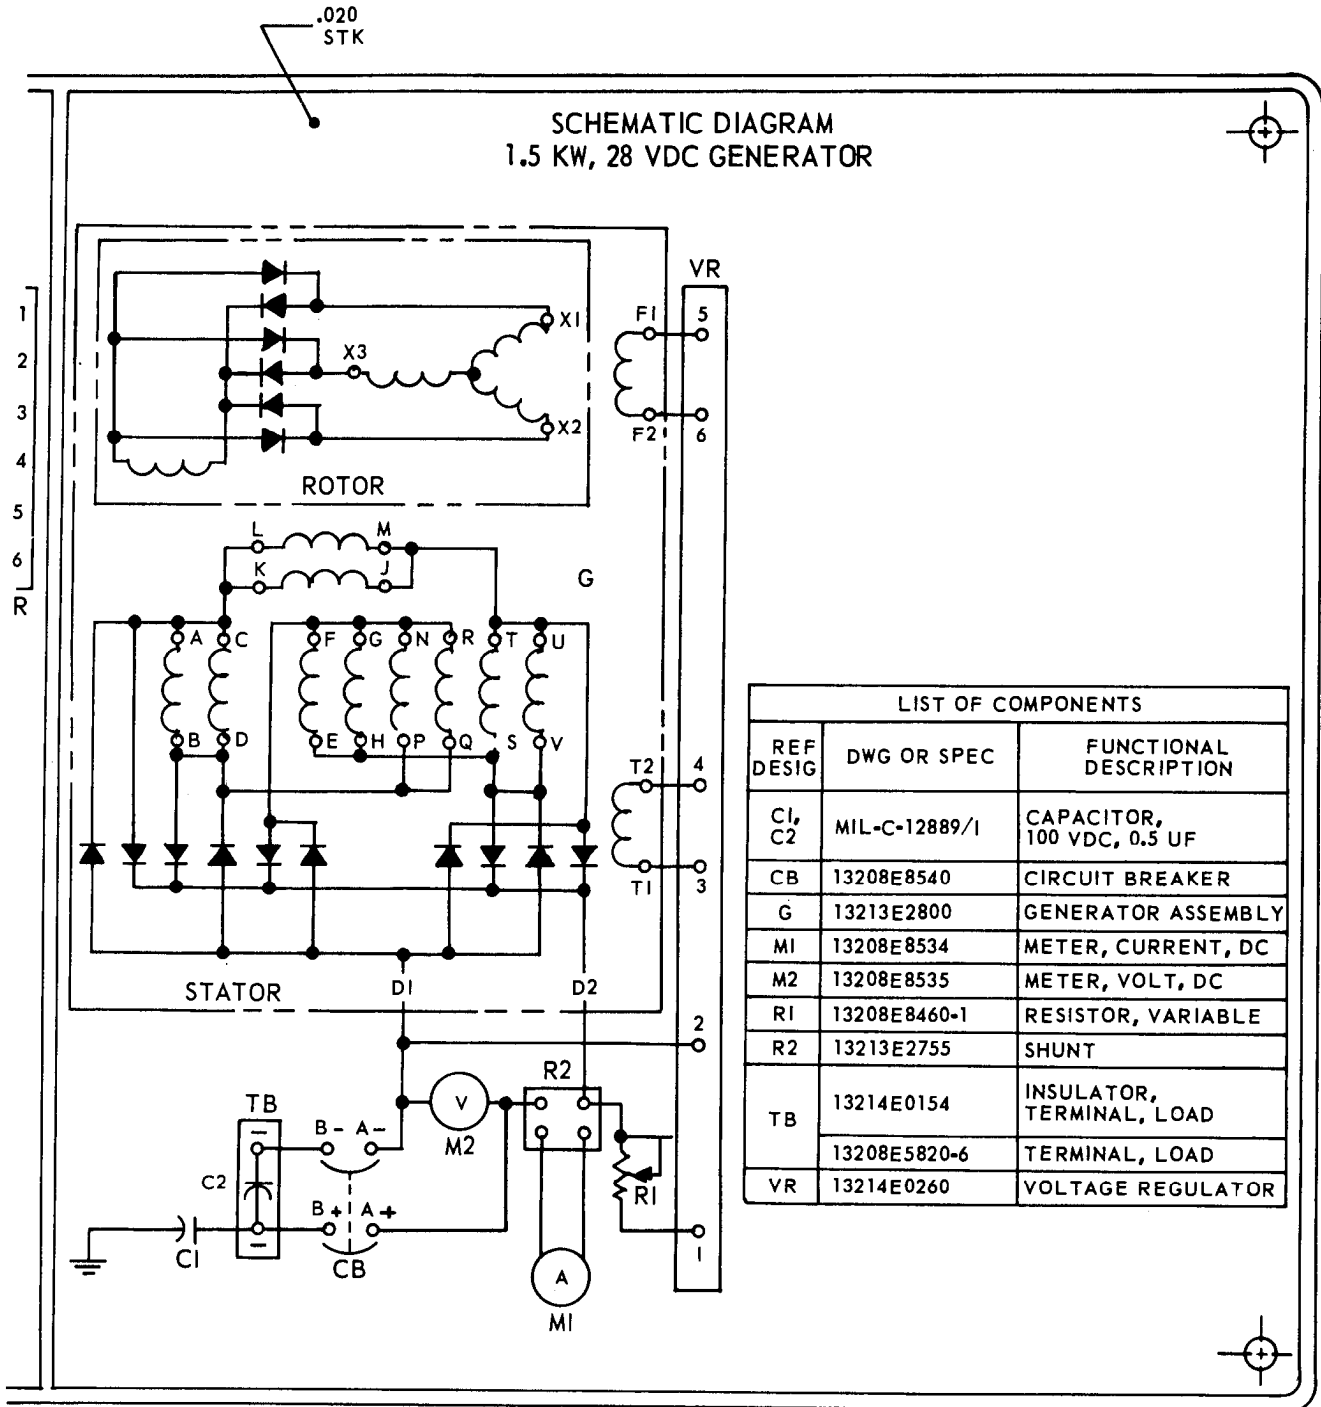 .020
STK
SCHEMATIC DIAGRAM
1.5 KW, 28 VDC GENERATOR
1
2
3
4
5
6
R
X1
X3
X2
ROTOR
VR
F1 5
F2 6
L M
K J
G
A C F G N R T U
B D E H P Q S V
T2 4
T1 3
STATOR
D1 D2
2
R2
TB
−
B − A −
V
M2
C2
R1
B + A +
−
C1
CB
1
A
M1
LIST OF COMPONENTS
REF DESIG DWG OR SPEC FUNCTIONAL DESCRIPTION
C1, C2 MIL-C-12889/1 CAPACITOR, 100 VDC, 0.5 UF
CB 13208E8540 CIRCUIT BREAKER
G 13213E2800 GENERATOR ASSEMBLY
M1 13208E8534 METER, CURRENT, DC
M2 13208E8535 METER, VOLT, DC
R1 13208E8460-1 RESISTOR, VARIABLE
R2 13213E2755 SHUNT
TB 13214E0154 INSULATOR, TERMINAL, LOAD
13208E5820-6 TERMINAL, LOAD
VR 13214E0260 VOLTAGE REGULATOR